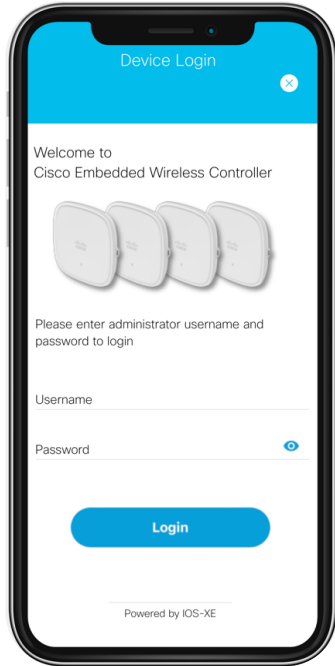 Device Login
Welcome to
Cisco Embedded Wireless Controller
Please enter administrator username and
password to login
Username
Password
Login
Powered by IOS-XE